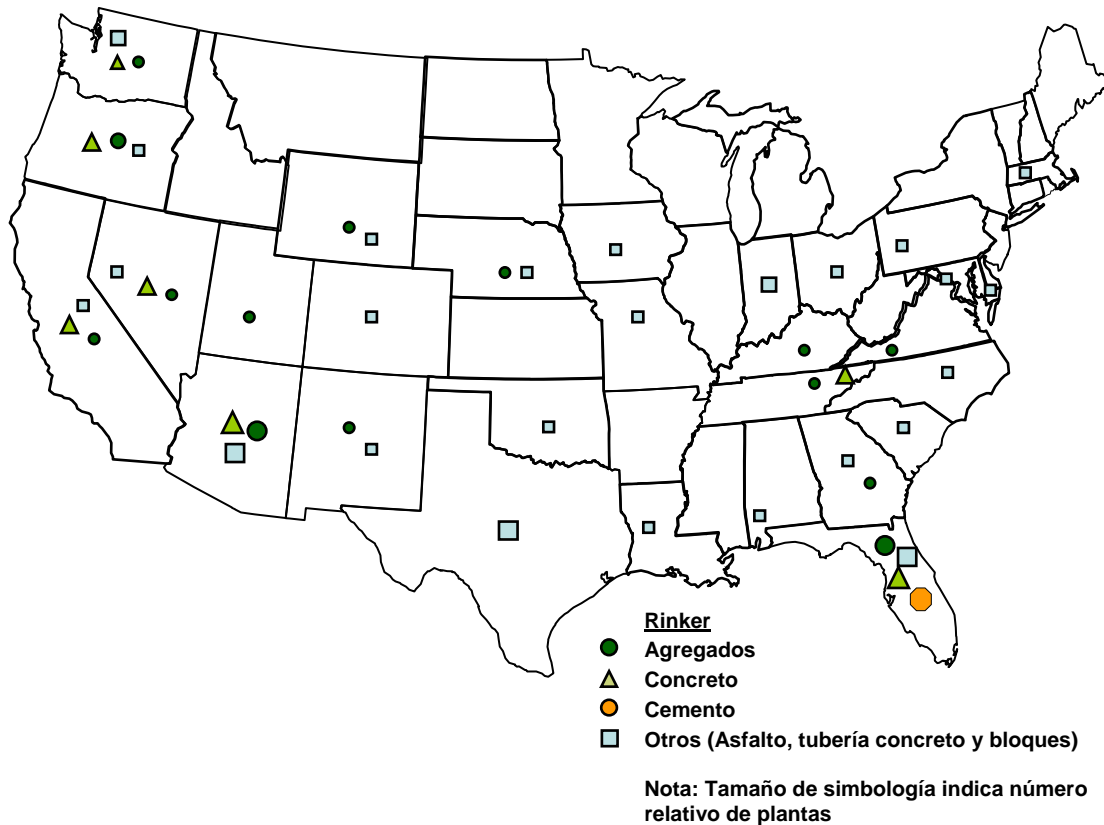 Rinker
Agregados
Concreto
Cemento
Otros (Asfalto, tubería concreto y bloques)
Nota: Tamaño de simbología indica número
relativo de plantas